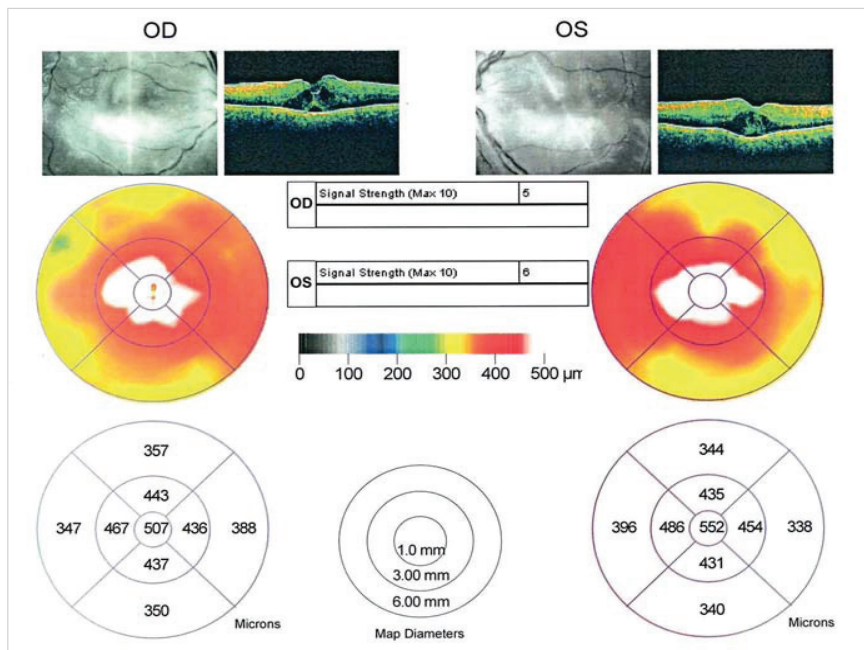 OD OS
OD Signal Strength (Max 10) 5
OS Signal Strength (Max 10) 6
0 100 200 300 400 500 µm
357
443
347 467 507 436 388
437
350
Microns
1.0 mm
3.00 mm
6.00 mm
Map Diameters
344
435
396 486 552 454 338
431
340
Microns